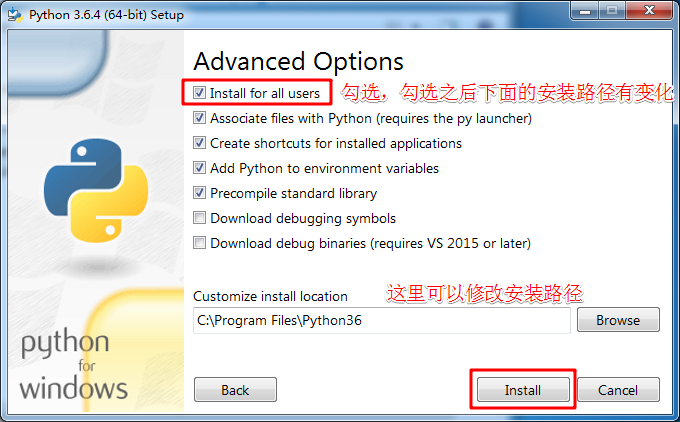 Python 3.6.4 (64-bit) Setup
Advanced Options
Install for all users 勾选，勾选之后下面的安装路径有变化
Associate files with Python (requires the py launcher)
Create shortcuts for installed applications
Add Python to environment variables
Precompile standard library
Download debugging symbols
Download debug binaries (requires VS 2015 or later)
Customize install location 这里可以修改安装路径
C:\Program Files\Python36 Browse
python
for
windows
Back Install Cancel